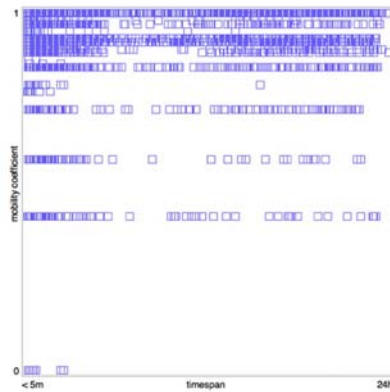 1
mobility coefficient
0
< 5m
timespan
24h